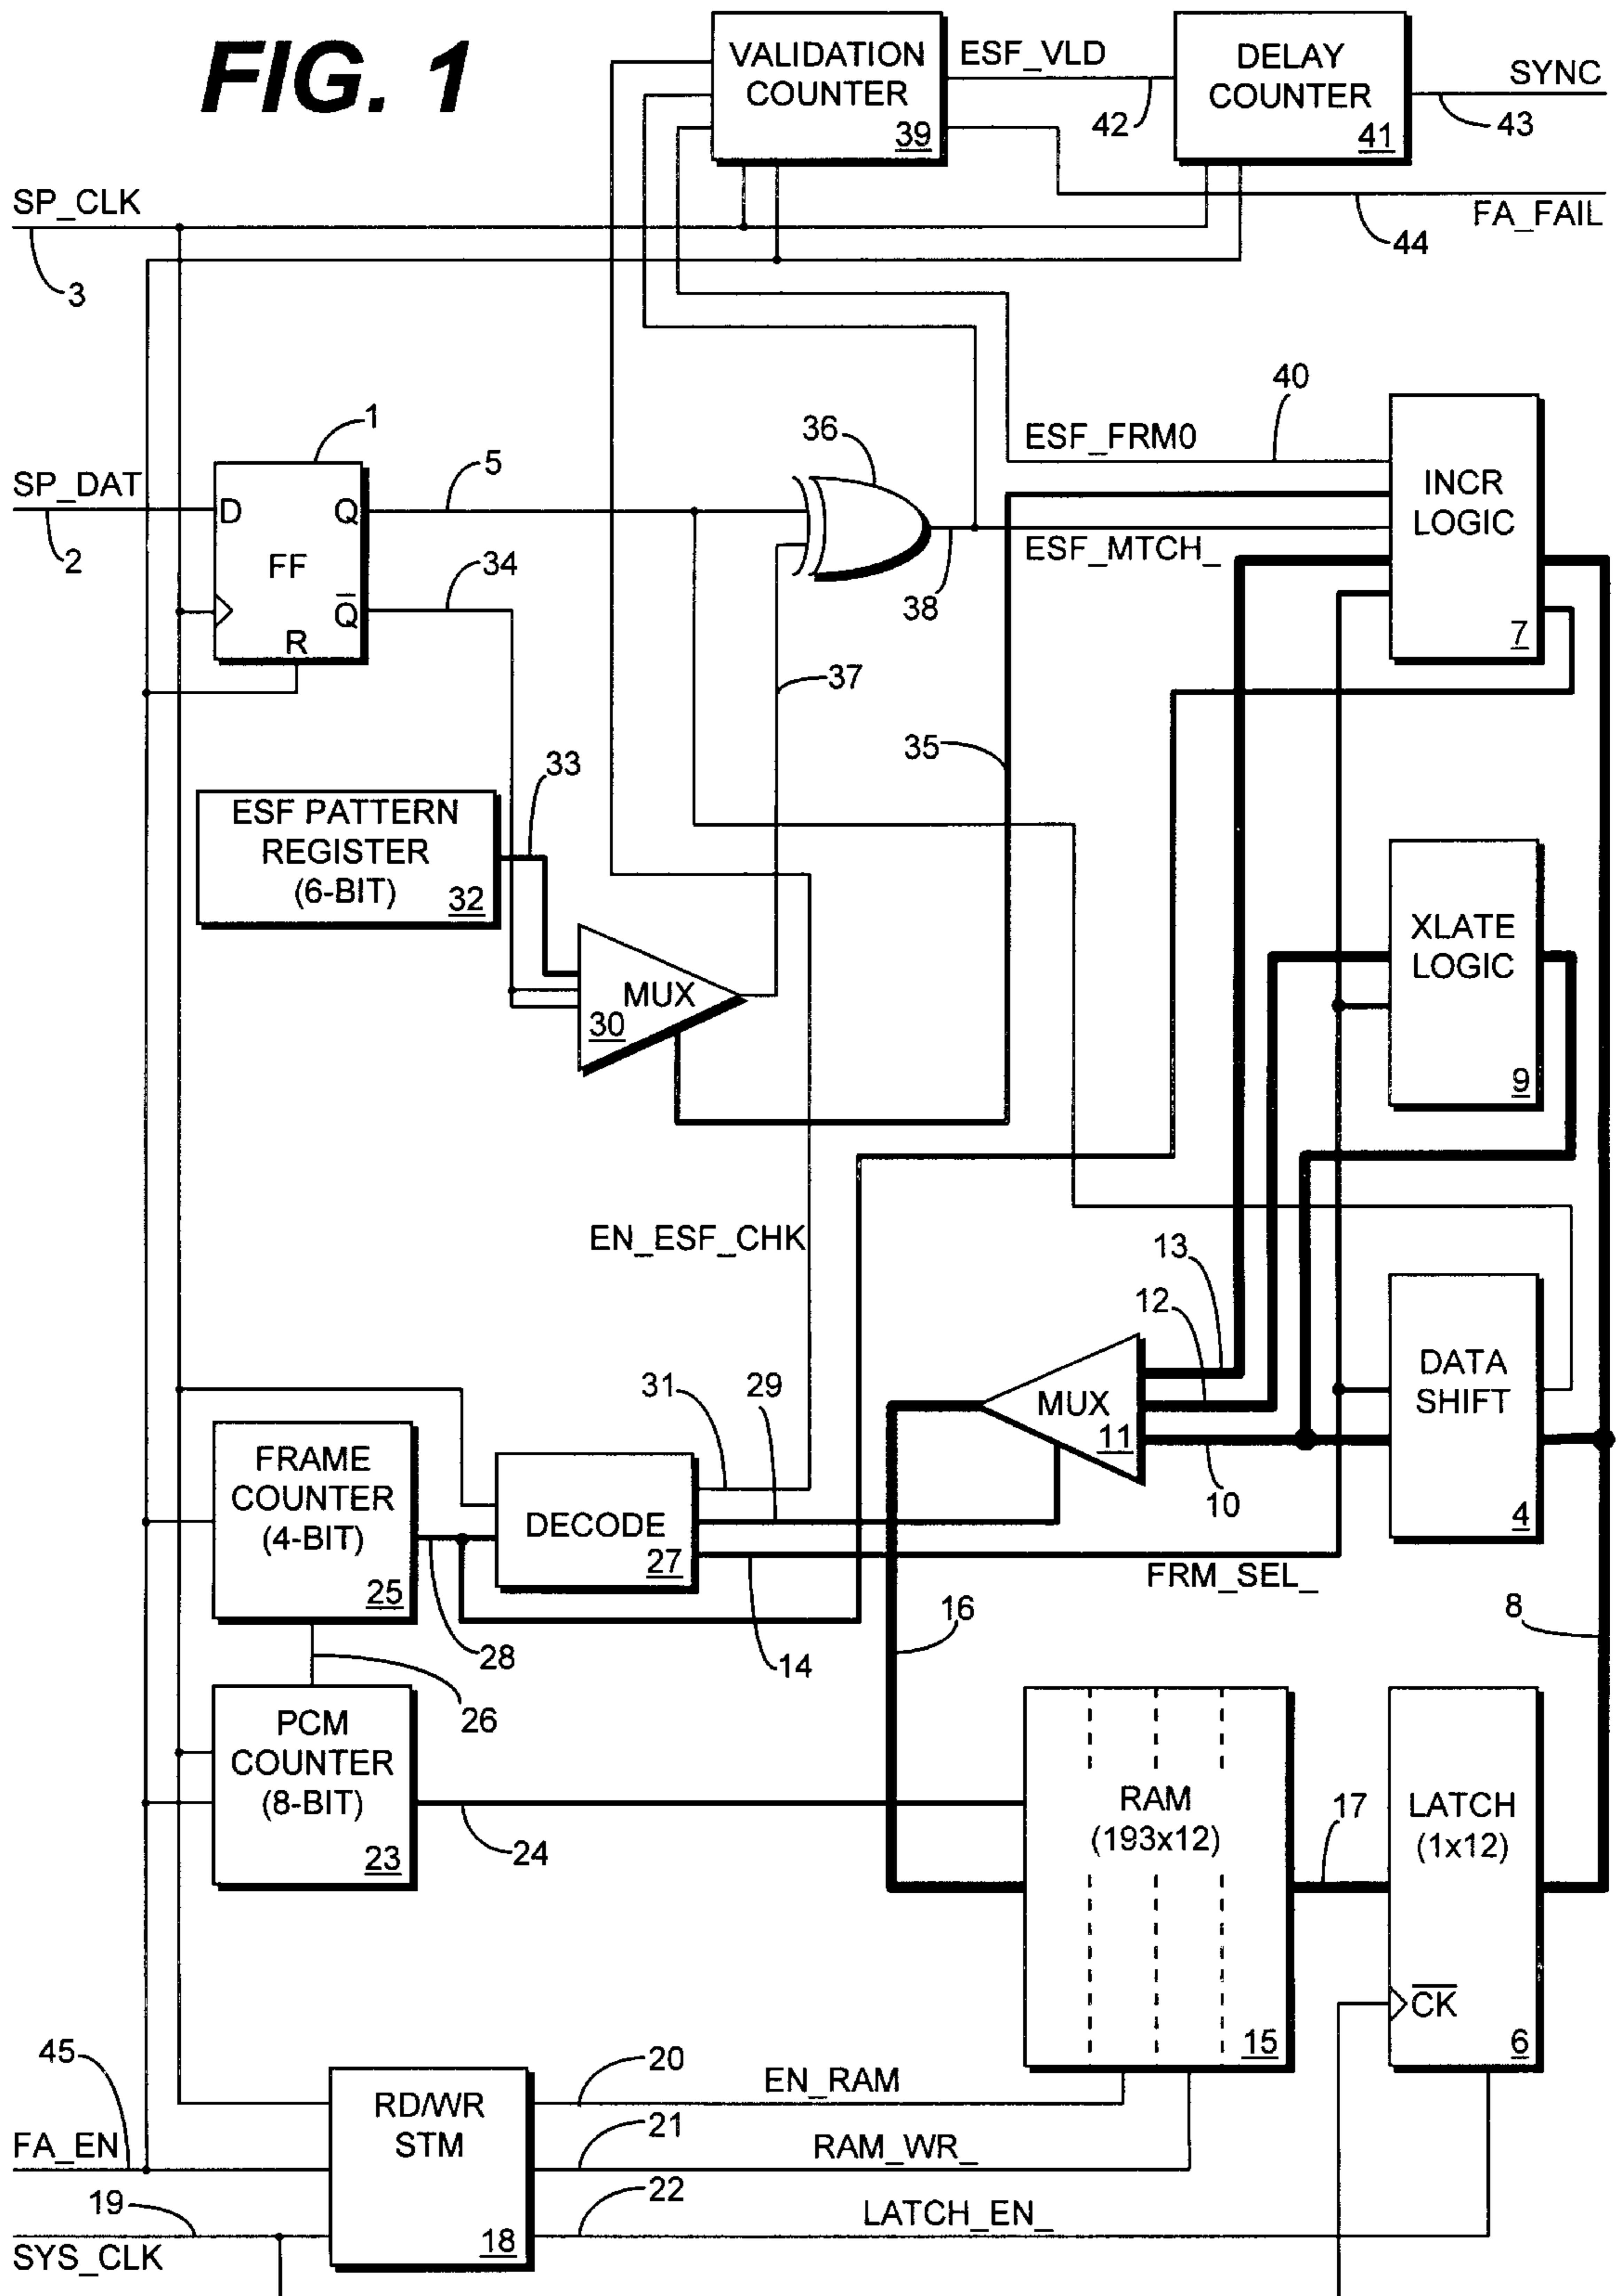 FIG. 1
VALIDATION
COUNTER
39
ESF_VLD
42
DELAY
COUNTER
41
SYNC
43
SP_CLK
3
FA_FAIL
44
1
SP_DAT
2
D
Q
FF
Q
R
5
34
36
ESF_FRM0
40
ESF_MTCH_
38
INCR
LOGIC
7
37
35
33
ESF PATTERN
REGISTER
(6-BIT)
32
MUX
30
XLATE
LOGIC
9
EN_ESF_CHK
13
12
MUX
11
10
DATA
SHIFT
4
31
29
FRAME
COUNTER
(4-BIT)
25
DECODE
27
FRM_SEL_
28
14
16
8
26
PCM
COUNTER
(8-BIT)
23
24
RAM
(193x12)
15
17
LATCH
(1x12)
CK
6
45
FA_EN
19
SYS_CLK
RD/WR
STM
18
20
EN_RAM
21
RAM_WR_
22
LATCH_EN_